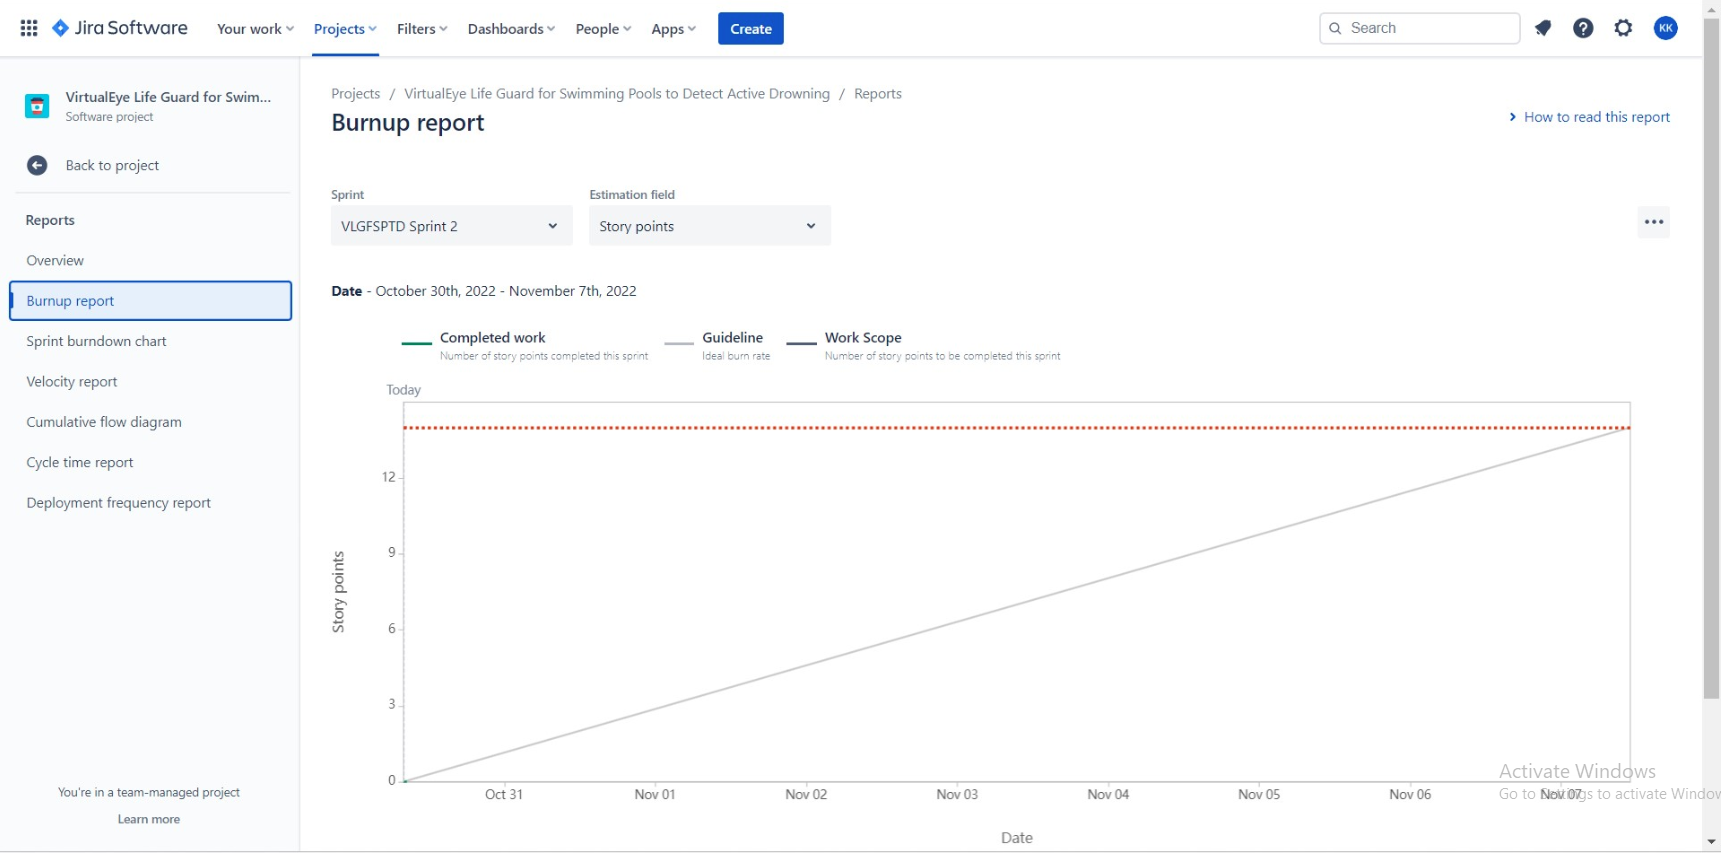 Jira Software Your work Projects Filters Dashboards People Apps Create Search KK
VirtualEye Life Guard for Swim...
Software project
Back to project
Reports
Overview
Burnup report
Sprint burndown chart
Velocity report
Cumulative flow diagram
Cycle time report
Deployment frequency report
You're in a team-managed project
Learn more
Projects / VirtualEye Life Guard for Swimming Pools to Detect Active Drowning / Reports
Burnup report
How to read this report
Sprint Estimation field
VLGFSPTD Sprint 2 Story points
Date - October 30th, 2022 - November 7th, 2022
Completed work Guideline Work Scope
Number of story points completed this sprint Ideal burn rate Number of story points to be completed this sprint
Today
12
9
6
3
0
Story points
Oct 31 Nov 01 Nov 02 Nov 03 Nov 04 Nov 05 Nov 06 Nov 07
Date
Activate Windows
Go to Settings to activate Window